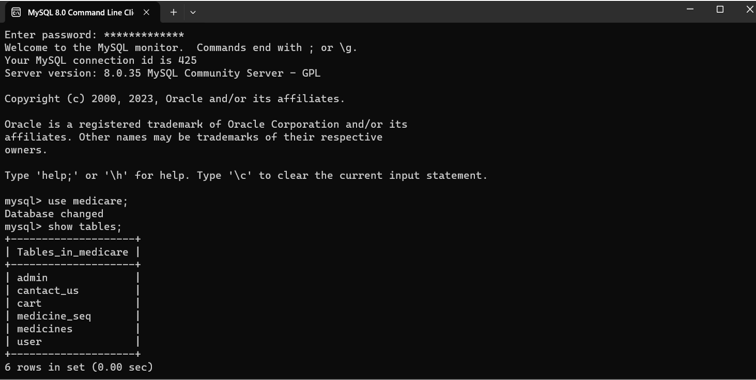 MySQL 8.0 Command Line Cli
Enter password: *************
Welcome to the MySQL monitor.  Commands end with ; or \g.
Your MySQL connection id is 425
Server version: 8.0.35 MySQL Community Server - GPL
Copyright (c) 2000, 2023, Oracle and/or its affiliates.
Oracle is a registered trademark of Oracle Corporation and/or its
affiliates. Other names may be trademarks of their respective
owners.
Type 'help;' or '\h' for help. Type '\c' to clear the current input statement.
mysql> use medicare;
Database changed
mysql> show tables;
+--------------------+
| Tables_in_medicare |
+--------------------+
| admin              |
| cantact_us         |
| cart               |
| medicine_seq       |
| medicines          |
| user               |
+--------------------+
6 rows in set (0.00 sec)